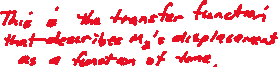 This is the transfer function
that describes M₂'s displacement
as a function of time.